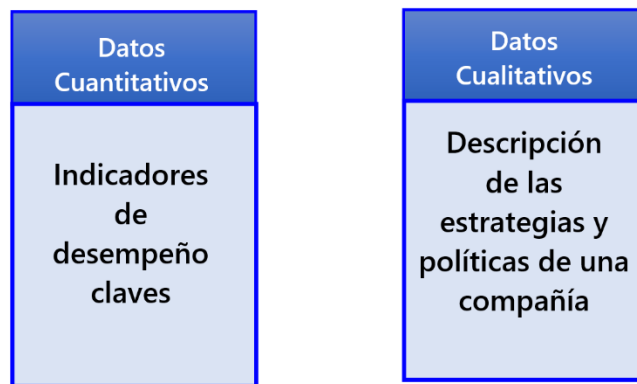 Datos
Cuantitativos
Indicadores
de
desempeño
claves
Datos
Cualitativos
Descripción
de las
estrategias y
políticas de una
compañía